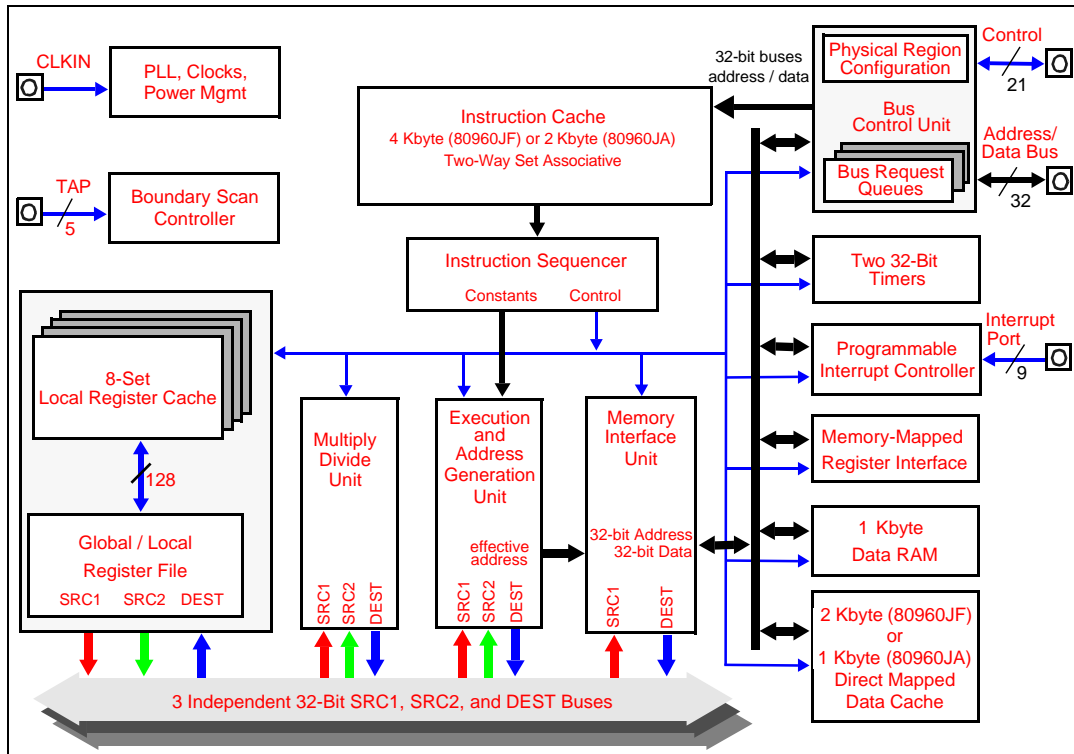 CLKIN
PLL, Clocks,
Power Mgmt
TAP
5
Boundary Scan
Controller
Instruction Cache
4 Kbyte (80960JF) or 2 Kbyte (80960JA)
Two-Way Set Associative
32-bit buses
address / data
Physical Region
Configuration
Control
21
Bus
Control Unit
Bus Request
Queues
Address/
Data Bus
32
Instruction Sequencer
Constants
Control
Two 32-Bit
Timers
Programmable
Interrupt Controller
Interrupt
Port
9
8-Set
Local Register Cache
128
Global / Local
Register File
SRC1
SRC2
DEST
Multiply
Divide
Unit
SRC1
SRC2
DEST
Execution
and
Address
Generation
Unit
effective
address
SRC1
SRC2
DEST
Memory
Interface
Unit
32-bit Address
32-bit Data
SRC1
DEST
Memory-Mapped
Register Interface
1 Kbyte
Data RAM
2 Kbyte (80960JF)
or
1 Kbyte (80960JA)
Direct Mapped
Data Cache
3 Independent 32-Bit SRC1, SRC2, and DEST Buses